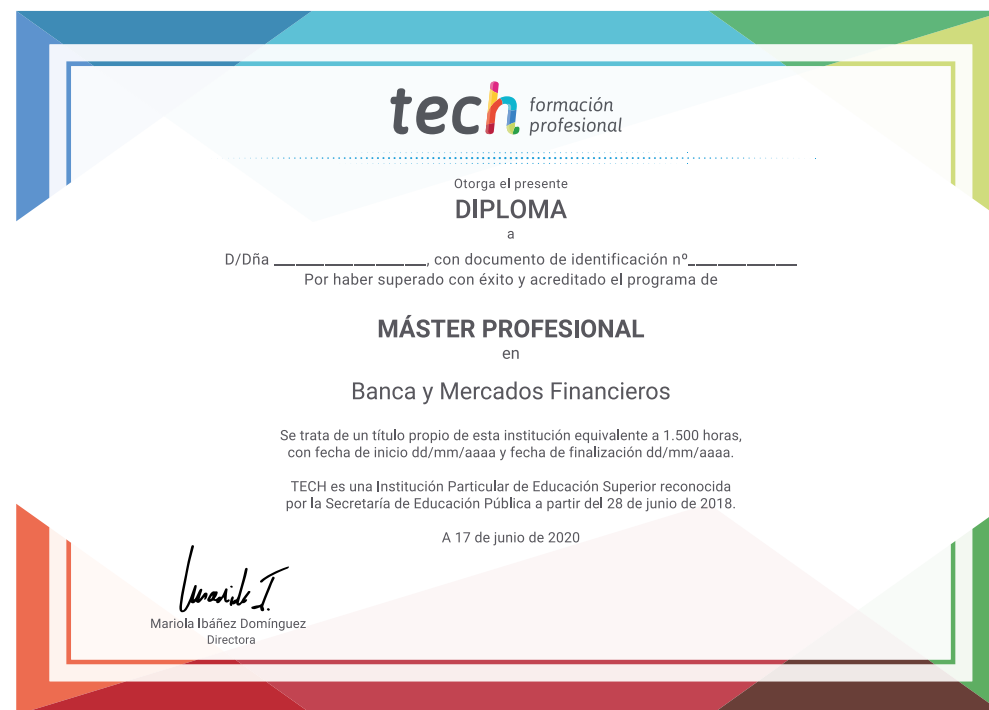 tech formación
profesional
Otorga el presente
DIPLOMA
a
D/Dña ______________, con documento de identificación nº__________
Por haber superado con éxito y acreditado el programa de
MÁSTER PROFESIONAL
en
Banca y Mercados Financieros
Se trata de un título propio de esta institución equivalente a 1.500 horas,
con fecha de inicio dd/mm/aaaa y fecha de finalización dd/mm/aaaa.
TECH es una Institución Particular de Educación Superior reconocida
por la Secretaría de Educación Pública a partir del 28 de junio de 2018.
A 17 de junio de 2020
Mariola Ibáñez Domínguez
Directora